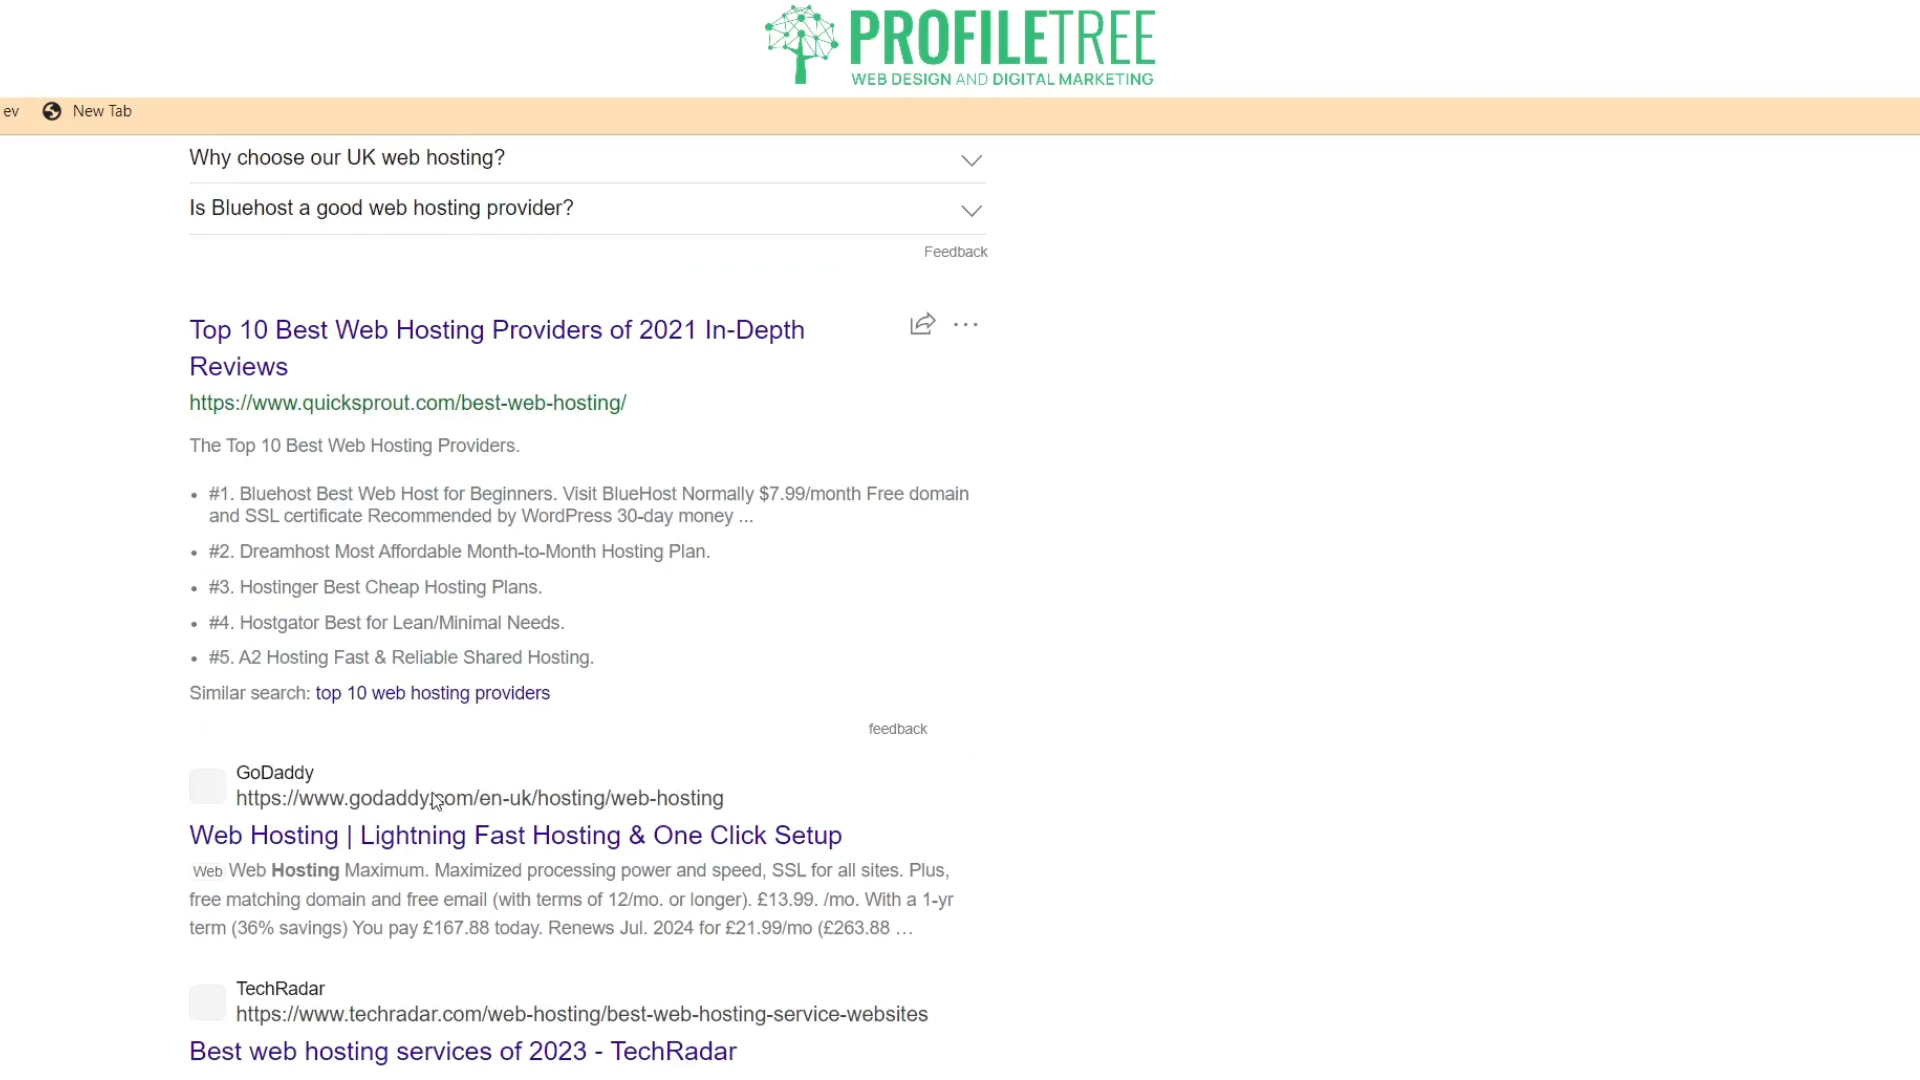 PROFILETREE
WEB DESIGN AND DIGITAL MARKETING
ev New Tab
Why choose our UK web hosting?
Is Bluehost a good web hosting provider?
Feedback
Top 10 Best Web Hosting Providers of 2021 In-Depth
Reviews
https://www.quicksprout.com/best-web-hosting/
The Top 10 Best Web Hosting Providers.
• #1. Bluehost Best Web Host for Beginners. Visit BlueHost Normally $7.99/month Free domain
and SSL certificate Recommended by WordPress 30-day money ...
• #2. Dreamhost Most Affordable Month-to-Month Hosting Plan.
• #3. Hostinger Best Cheap Hosting Plans.
• #4. Hostgator Best for Lean/Minimal Needs.
• #5. A2 Hosting Fast & Reliable Shared Hosting.
Similar search: top 10 web hosting providers
feedback
GoDaddy
https://www.godaddy.com/en-uk/hosting/web-hosting
Web Hosting | Lightning Fast Hosting & One Click Setup
Web Web Hosting Maximum. Maximized processing power and speed, SSL for all sites. Plus,
free matching domain and free email (with terms of 12/mo. or longer). £13.99. /mo. With a 1-yr
term (36% savings) You pay £167.88 today. Renews Jul. 2024 for £21.99/mo (£263.88 ...
TechRadar
https://www.techradar.com/web-hosting/best-web-hosting-service-websites
Best web hosting services of 2023 - TechRadar